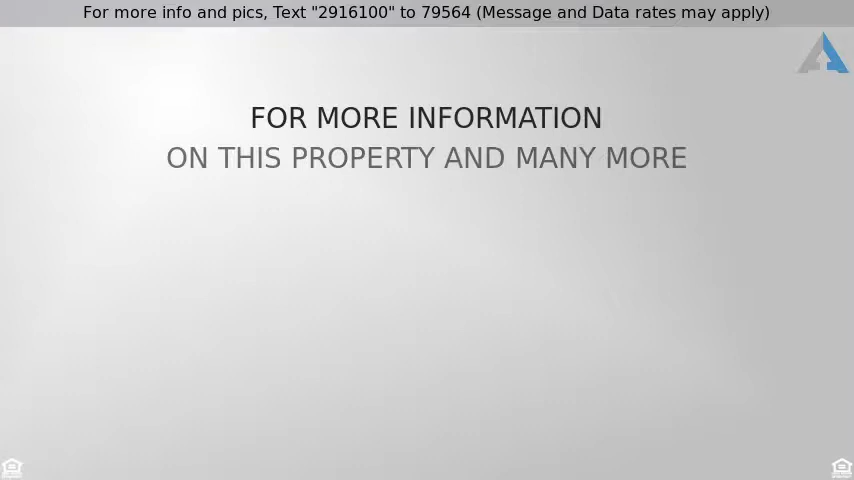 For more info and pics, Text "2916100" to 79564 (Message and Data rates may apply)
FOR MORE INFORMATION
ON THIS PROPERTY AND MANY MORE